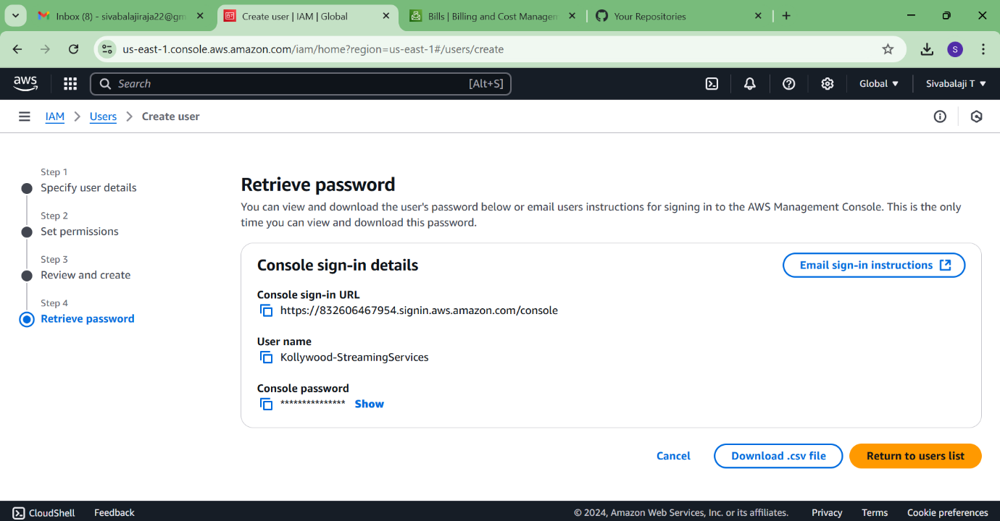 Inbox (8) - sivabalajiraja22@gm
Create user | IAM | Global
Bills | Billing and Cost Managem
Your Repositories
us-east-1.console.aws.amazon.com/iam/home?region=us-east-1#/users/create
S
aws
Search
[Alt+S]
Global
Sivabalaji T
IAM
Users
Create user
Step 1
Specify user details
Step 2
Set permissions
Step 3
Review and create
Step 4
Retrieve password
Retrieve password
You can view and download the user's password below or email users instructions for signing in to the AWS Management Console. This is the only
time you can view and download this password.
Console sign-in details
Email sign-in instructions
Console sign-in URL
https://832606467954.signin.aws.amazon.com/console
User name
Kollywood-StreamingServices
Console password
*************** Show
Cancel
Download .csv file
Return to users list
CloudShell
Feedback
© 2024, Amazon Web Services, Inc. or its affiliates.
Privacy
Terms
Cookie preferences